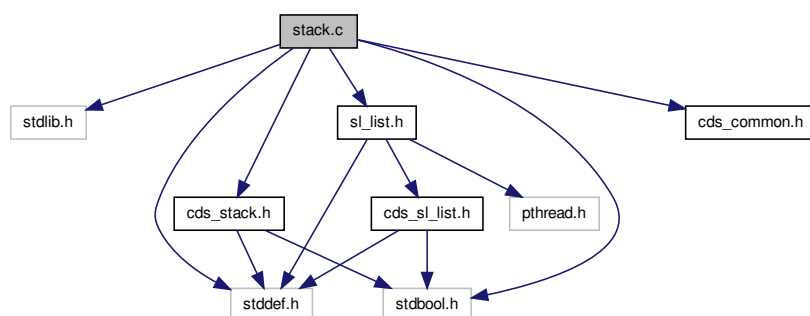 stack.c
stdlib.h
sl_list.h
cds_common.h
cds_stack.h
cds_sl_list.h
pthread.h
stddef.h
stdbool.h